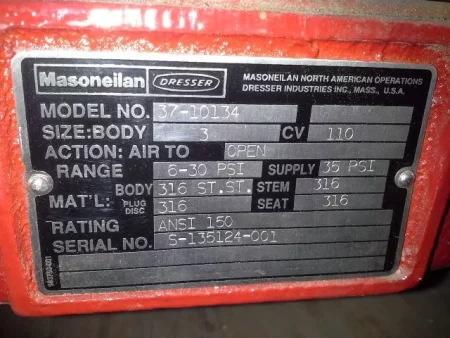 Masoneilan DRESSER MASONEILAN NORTH AMERICAN OPERATIONS
DRESSER INDUSTRIES INC., MASS., U.S.A.
MODEL NO. 37-10134
SIZE: BODY 3 CV 110
ACTION: AIR TO OPEN
RANGE 6-30 PSI SUPPLY 35 PSI
MAT'L: BODY 316 ST.ST. STEM 316
PLUG DISC 316 SEAT 316
RATING ANSI 150
SERIAL NO. S-135124-001